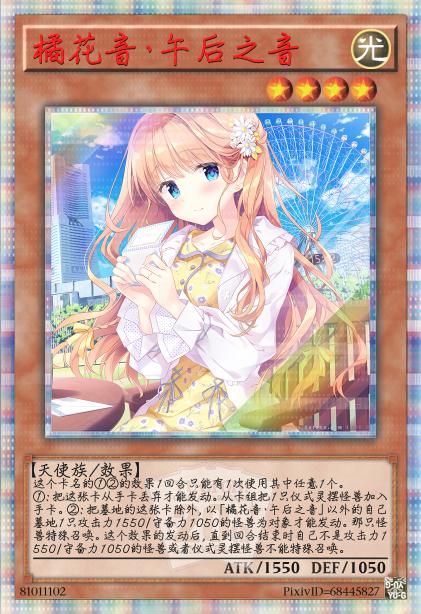 橘花音·午后之音
光
【天使族/效果】
这个卡名的①②的效果1回合只能有1次使用其中任意1个。
①：把这张卡从手卡丢弃才能发动。从卡组把1只仪式灵摆怪兽加入
手卡。②：把墓地的这张卡除外，以「橘花音·午后之音」以外的自己
墓地1只攻击力1550/守备力1050的怪兽为对象才能发动。那只怪
兽特殊召唤。这个效果的发动后，直到回合结束时自己不是攻击力1
550/守备力1050的怪兽或者仪式灵摆怪兽不能特殊召唤。
ATK/1550 DEF/1050
81011102 PixivID=68445827